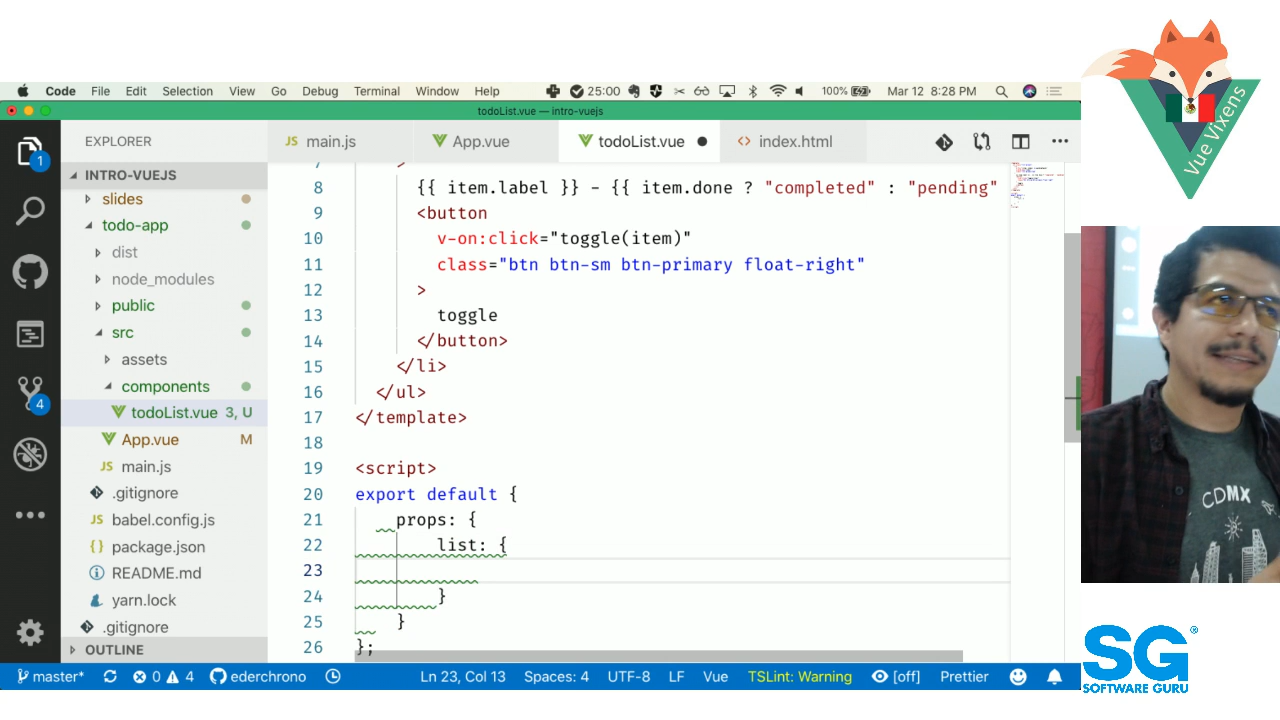 Code File Edit Selection View Go Debug Terminal Window Help 25:00 100% Mar 12 8:28 PM
todoList.vue — intro-vuejs
EXPLORER
JS main.js
App.vue
todoList.vue
<> index.html
INTRO-VUEJS
slides
todo-app
dist
node_modules
public
src
assets
components
todoList.vue 3, U
App.vue M
JS main.js
.gitignore
JS babel.config.js
{} package.json
README.md
yarn.lock
.gitignore
OUTLINE
1
4
7 >
8 {{ item.label }} - {{ item.done ? "completed" : "pending"
9 <button
10 v-on:click="toggle(item)"
11 class="btn btn-sm btn-primary float-right"
12 >
13 toggle
14 </button>
15 </li>
16 </ul>
17 </template>
18
19 <script>
20 export default {
21 props: {
22 list: {
23
24 }
25 }
26 };
master* 0 4 ederchrono Ln 23, Col 13 Spaces: 4 UTF-8 LF Vue TSLint: Warning [off] Prettier
Vue Vixens
CDMX
SG®
SOFTWARE GURU